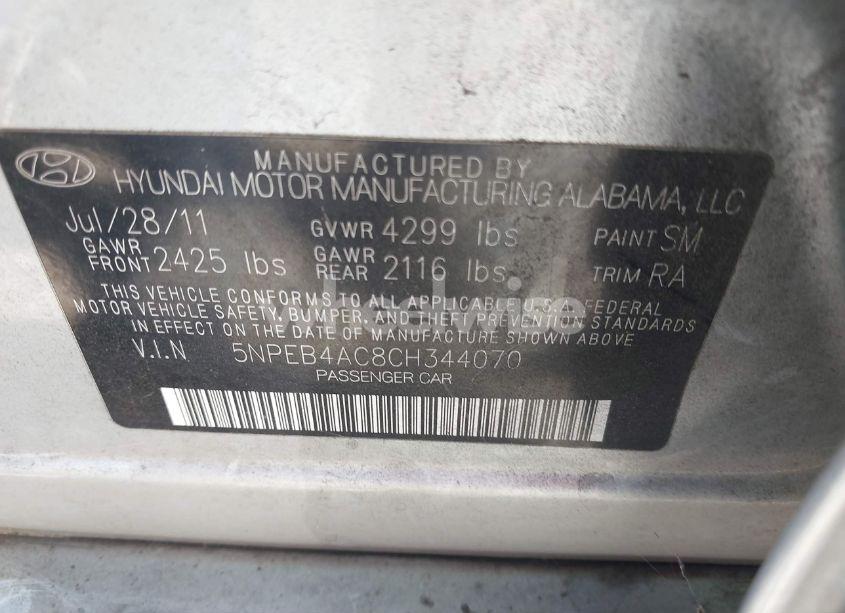 MANUFACTURED BY
HYUNDAI MOTOR MANUFACTURING ALABAMA, LLC
Jul/28/11 GVWR 4299 lbs PAINT SM
GAWR FRONT 2425 lbs GAWR REAR 2116 lbs TRIM RA
THIS VEHICLE CONFORMS TO ALL APPLICABLE U.S. FEDERAL
MOTOR VEHICLE SAFETY, BUMPER, AND THEFT PREVENTION STANDARDS
IN EFFECT ON THE DATE OF MANUFACTURE SHOWN ABOVE
V.I.N 5NPEB4AC8CH344070
PASSENGER CAR
wheelwise